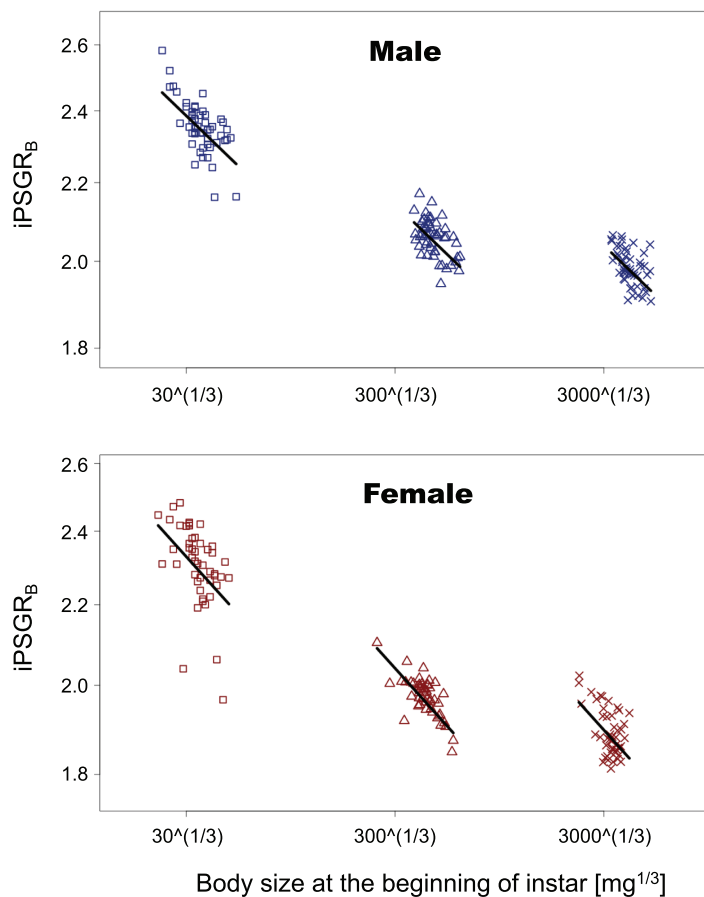 Male
iPSGR_B
2.6
2.4
2.2
2.0
1.8
30^(1/3) 300^(1/3) 3000^(1/3)
Female
iPSGR_B
2.6
2.4
2.2
2.0
1.8
30^(1/3) 300^(1/3) 3000^(1/3)
Body size at the beginning of instar [mg^1/3]